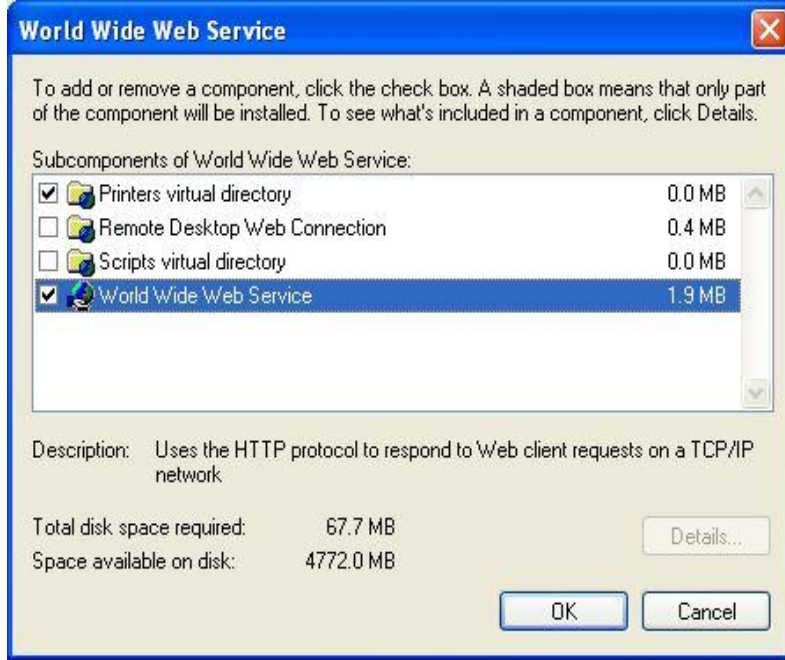 World Wide Web Service
To add or remove a component, click the check box. A shaded box means that only part
of the component will be installed. To see what's included in a component, click Details.
Subcomponents of World Wide Web Service:
Printers virtual directory 0.0 MB
Remote Desktop Web Connection 0.4 MB
Scripts virtual directory 0.0 MB
World Wide Web Service 1.9 MB
Description: Uses the HTTP protocol to respond to Web client requests on a TCP/IP
network
Total disk space required: 67.7 MB
Details...
Space available on disk: 4772.0 MB
OK Cancel